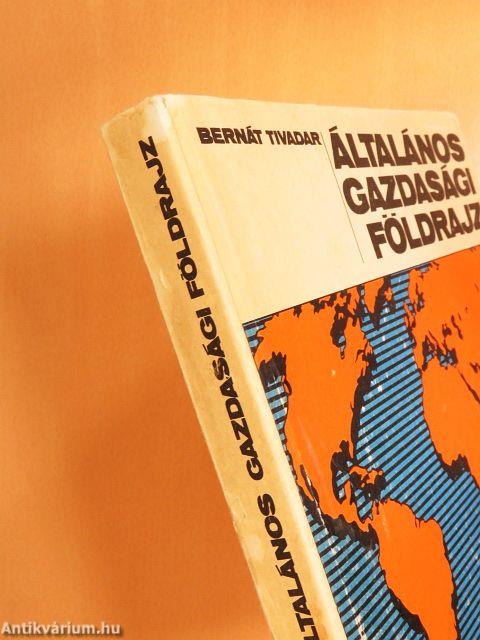 BERNÁT TIVADAR
ÁLTALÁNOS
GAZDASÁGI
FÖLDRAJZ
ÁLTALÁNOS GAZDASÁGI FÖLDRAJZ
Antikvárium.hu